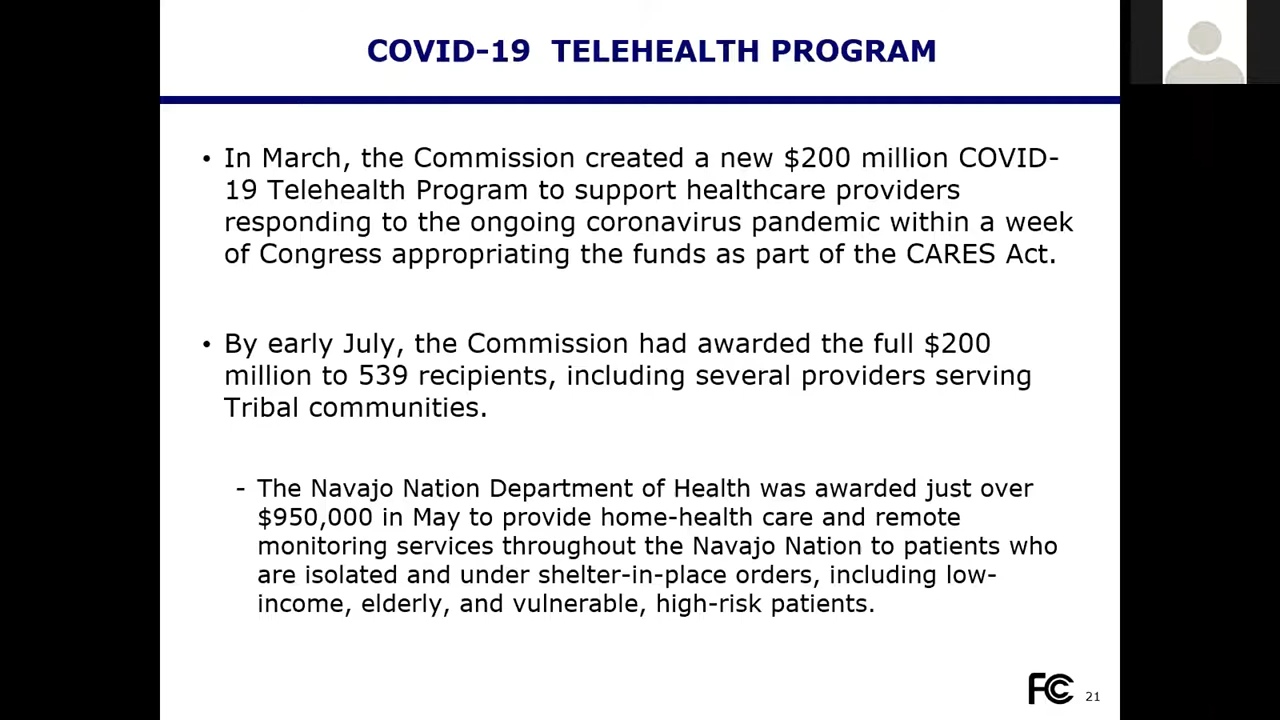 COVID-19 TELEHEALTH PROGRAM
• In March, the Commission created a new $200 million COVID-
19 Telehealth Program to support healthcare providers
responding to the ongoing coronavirus pandemic within a week
of Congress appropriating the funds as part of the CARES Act.
• By early July, the Commission had awarded the full $200
million to 539 recipients, including several providers serving
Tribal communities.
- The Navajo Nation Department of Health was awarded just over
$950,000 in May to provide home-health care and remote
monitoring services throughout the Navajo Nation to patients who
are isolated and under shelter-in-place orders, including low-
income, elderly, and vulnerable, high-risk patients.
FCC 21